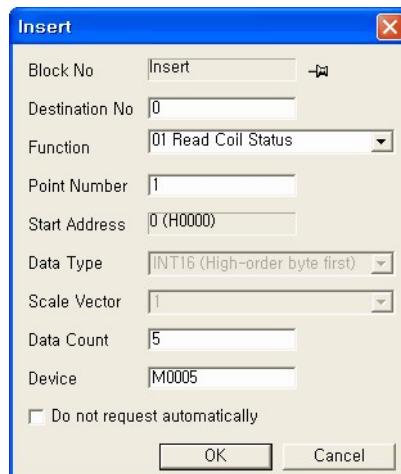 Insert
Block No Insert
Destination No 0
Function 01 Read Coil Status
Point Number 1
Start Address 0 (H0000)
Data Type INT16 (High-order byte first)
Scale Vector 1
Data Count 5
Device M0005
Do not request automatically
OK Cancel